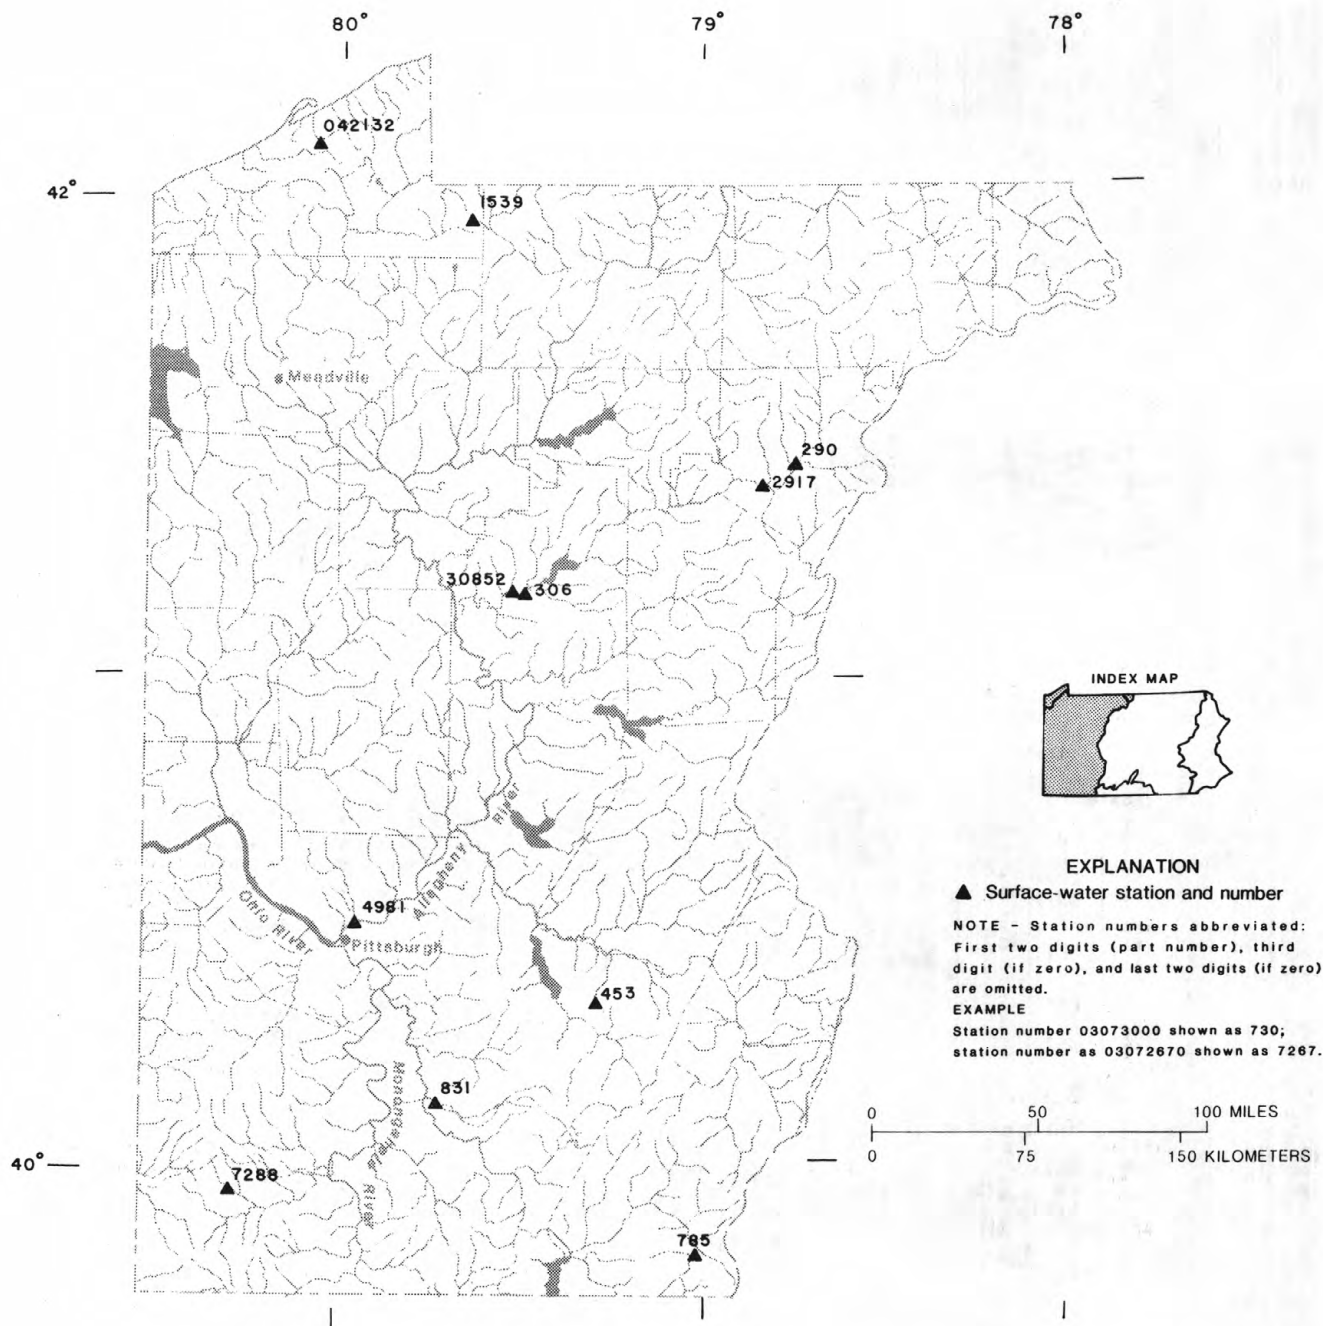 80° 79° 78°
042132
42°
1539
Meadville
290
2917
30852 306
INDEX MAP
Allegheny River
EXPLANATION
▲ Surface-water station and number
Ohio River
4981
Pittsburgh
NOTE - Station numbers abbreviated:
First two digits (part number), third
digit (if zero), and last two digits (if zero)
are omitted.
EXAMPLE
Station number 03073000 shown as 730;
station number as 03072670 shown as 7267.
453
831
Monongahela River
0 50 100 MILES
0 75 150 KILOMETERS
40°
7288
785